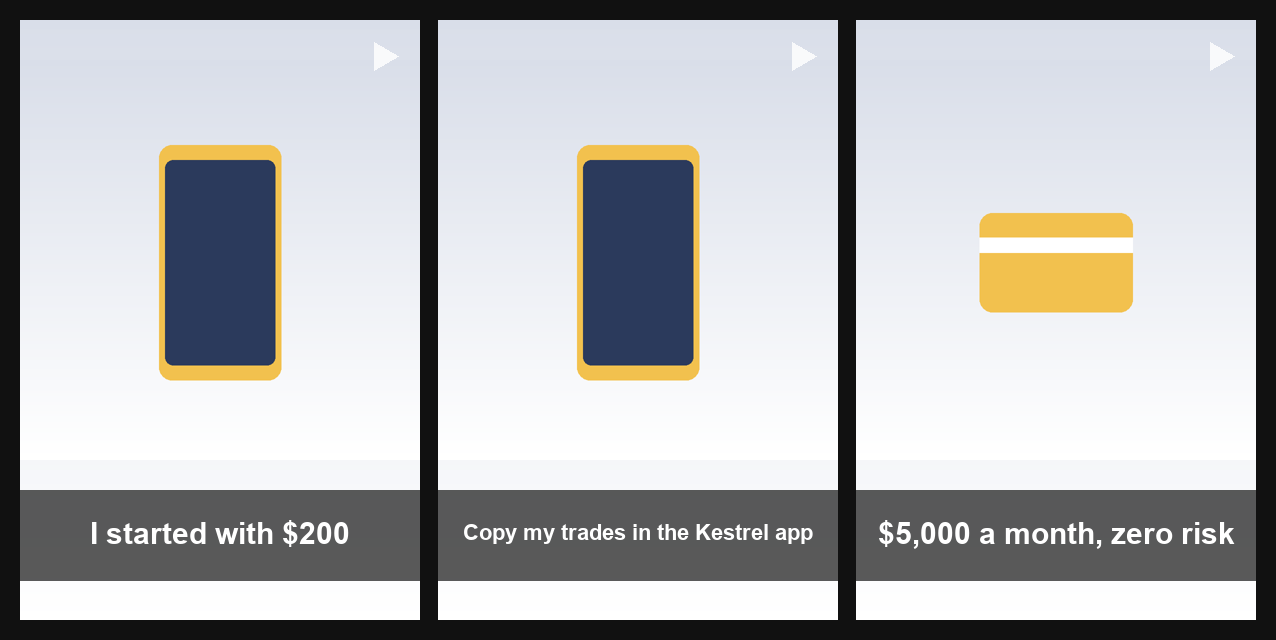 I started with $200
Copy my trades in the Kestrel app
$5,000 a month, zero risk